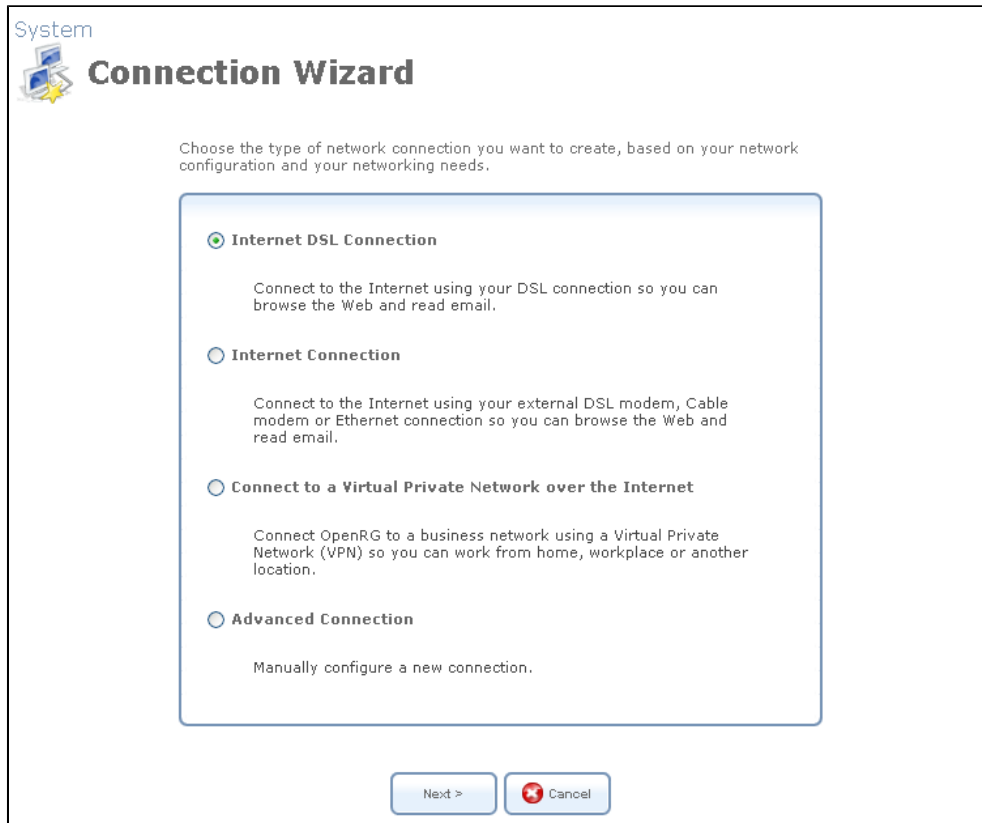 System
Connection Wizard
Choose the type of network connection you want to create, based on your network
configuration and your networking needs.
Internet DSL Connection
Connect to the Internet using your DSL connection so you can
browse the Web and read email.
Internet Connection
Connect to the Internet using your external DSL modem, Cable
modem or Ethernet connection so you can browse the Web and
read email.
Connect to a Virtual Private Network over the Internet
Connect OpenRG to a business network using a Virtual Private
Network (VPN) so you can work from home, workplace or another
location.
Advanced Connection
Manually configure a new connection.
Next >
Cancel